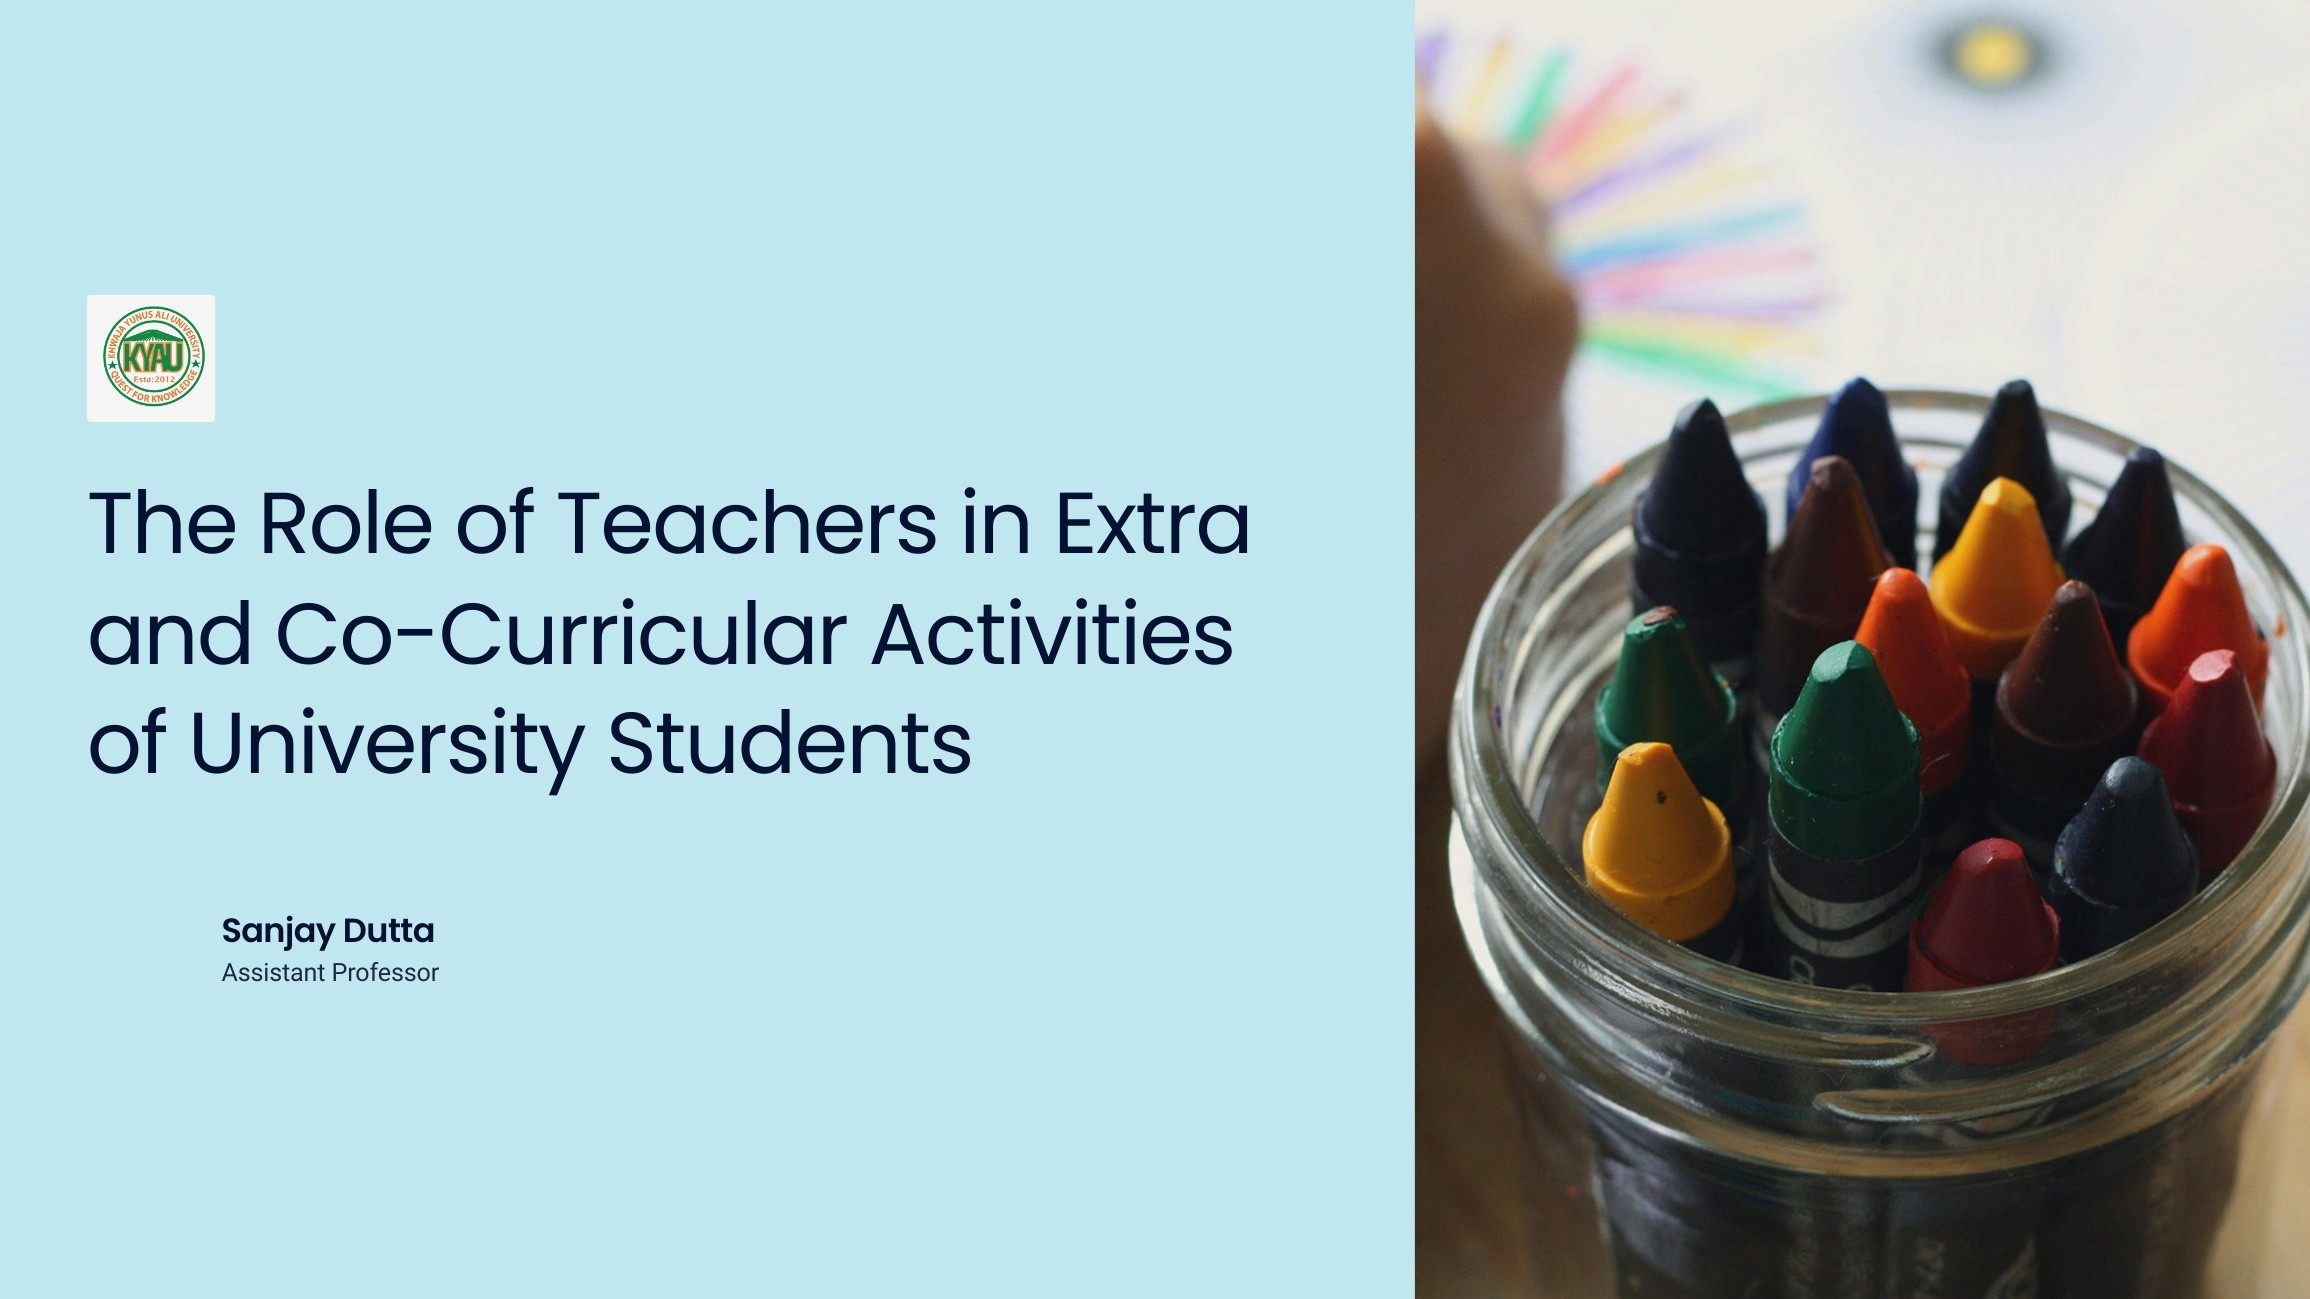 KHWAJA YUNUS ALI UNIVERSITY
KYAU
Estd:2012
QUEST FOR KNOWLEDGE
The Role of Teachers in Extra
and Co-Curricular Activities
of University Students
Sanjay Dutta
Assistant Professor